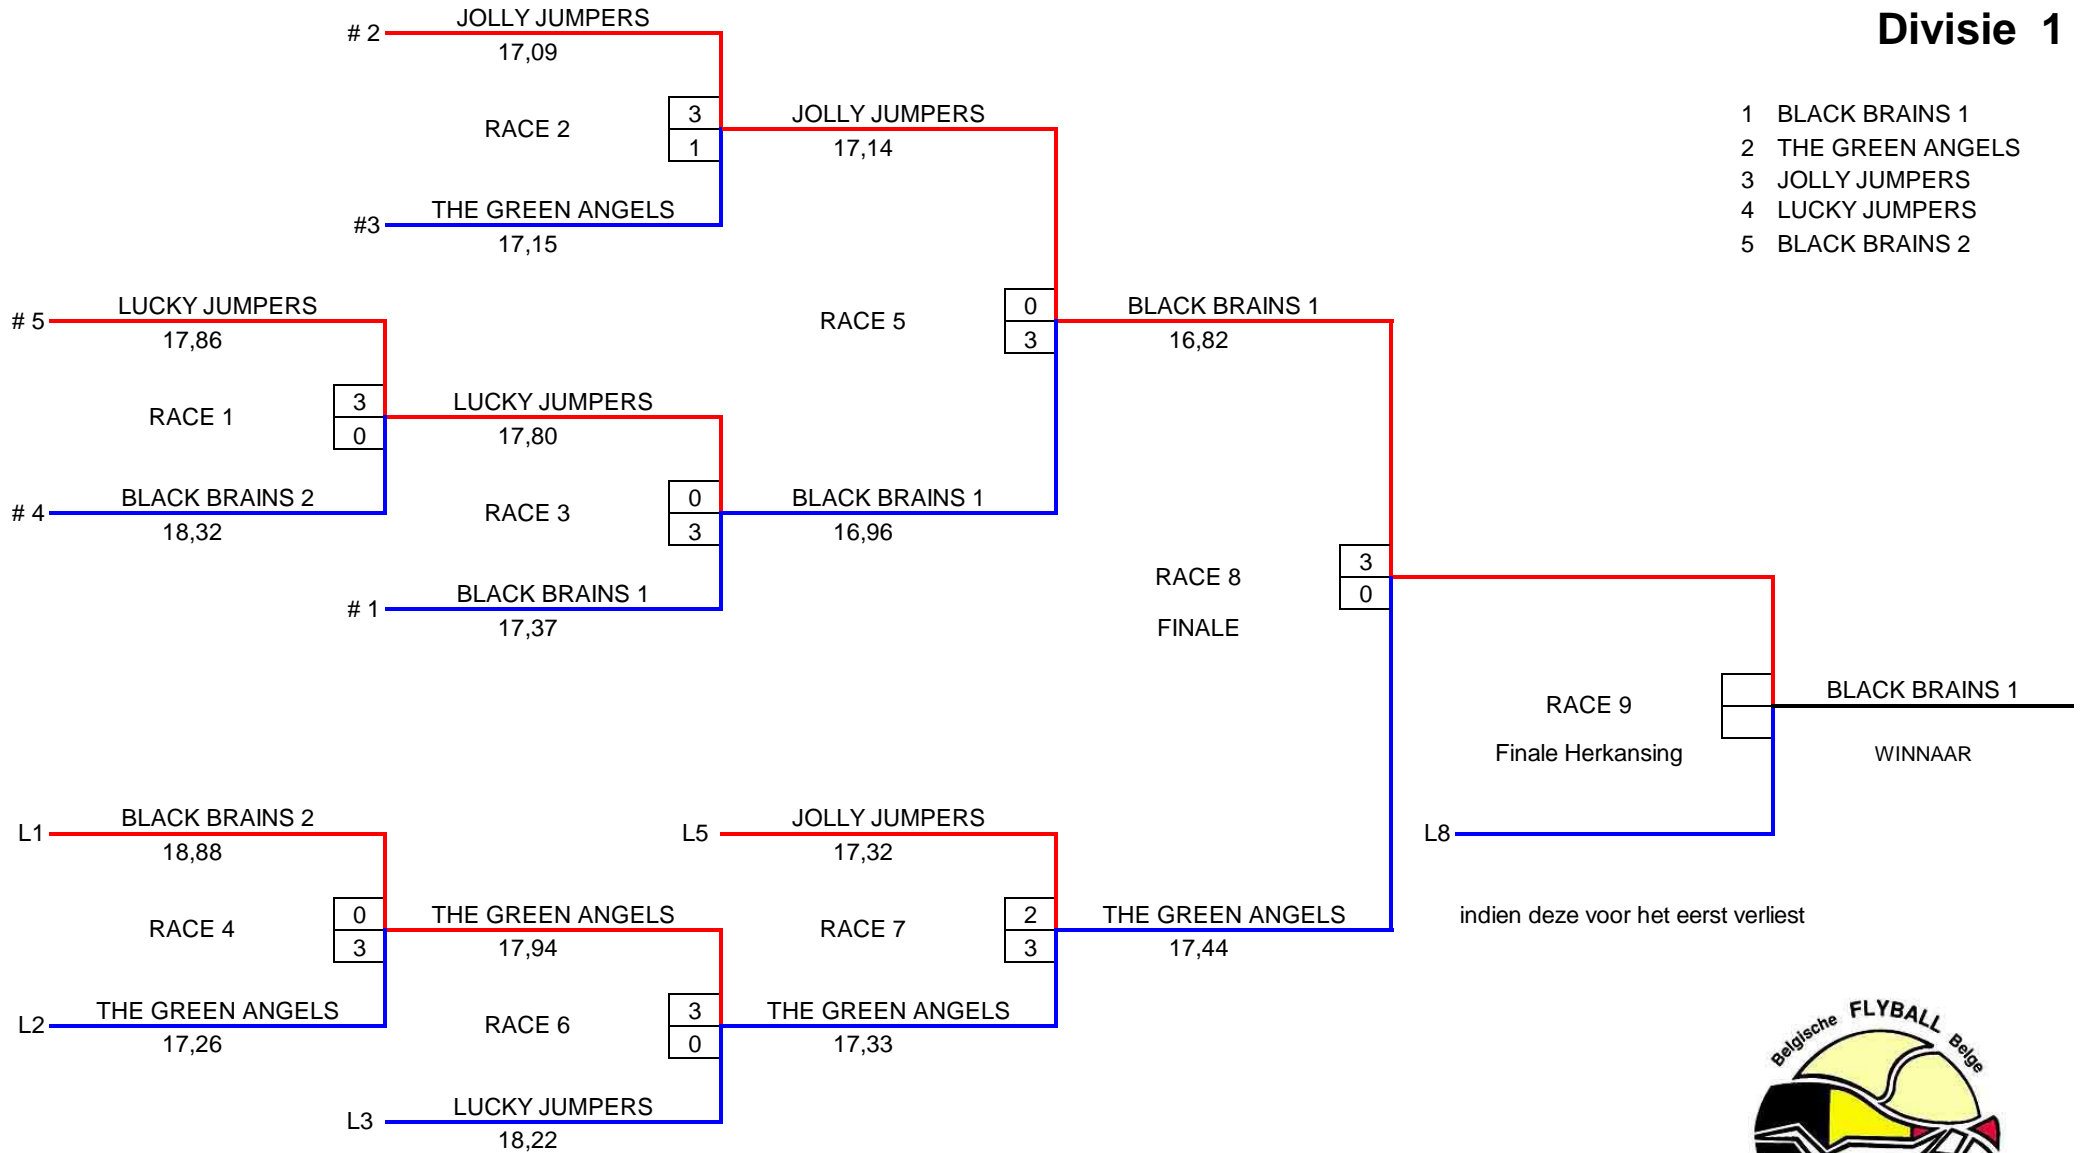 Divisie 1
1 BLACK BRAINS 1
2 THE GREEN ANGELS
3 JOLLY JUMPERS
4 LUCKY JUMPERS
5 BLACK BRAINS 2
# 2
JOLLY JUMPERS
17,09
RACE 2
3
1
#3
THE GREEN ANGELS
17,15
JOLLY JUMPERS
17,14
# 5
LUCKY JUMPERS
17,86
RACE 1
3
0
# 4
BLACK BRAINS 2
18,32
LUCKY JUMPERS
17,80
RACE 3
0
3
# 1
BLACK BRAINS 1
17,37
RACE 5
0
3
BLACK BRAINS 1
16,96
BLACK BRAINS 1
16,82
RACE 8
FINALE
3
0
RACE 9
Finale Herkansing
BLACK BRAINS 1
WINNAAR
L8
indien deze voor het eerst verliest
L1
BLACK BRAINS 2
18,88
RACE 4
0
3
L2
THE GREEN ANGELS
17,26
THE GREEN ANGELS
17,94
RACE 6
3
0
L3
LUCKY JUMPERS
18,22
L5
JOLLY JUMPERS
17,32
RACE 7
2
3
THE GREEN ANGELS
17,33
THE GREEN ANGELS
17,44
Belgische FLYBALL Belge